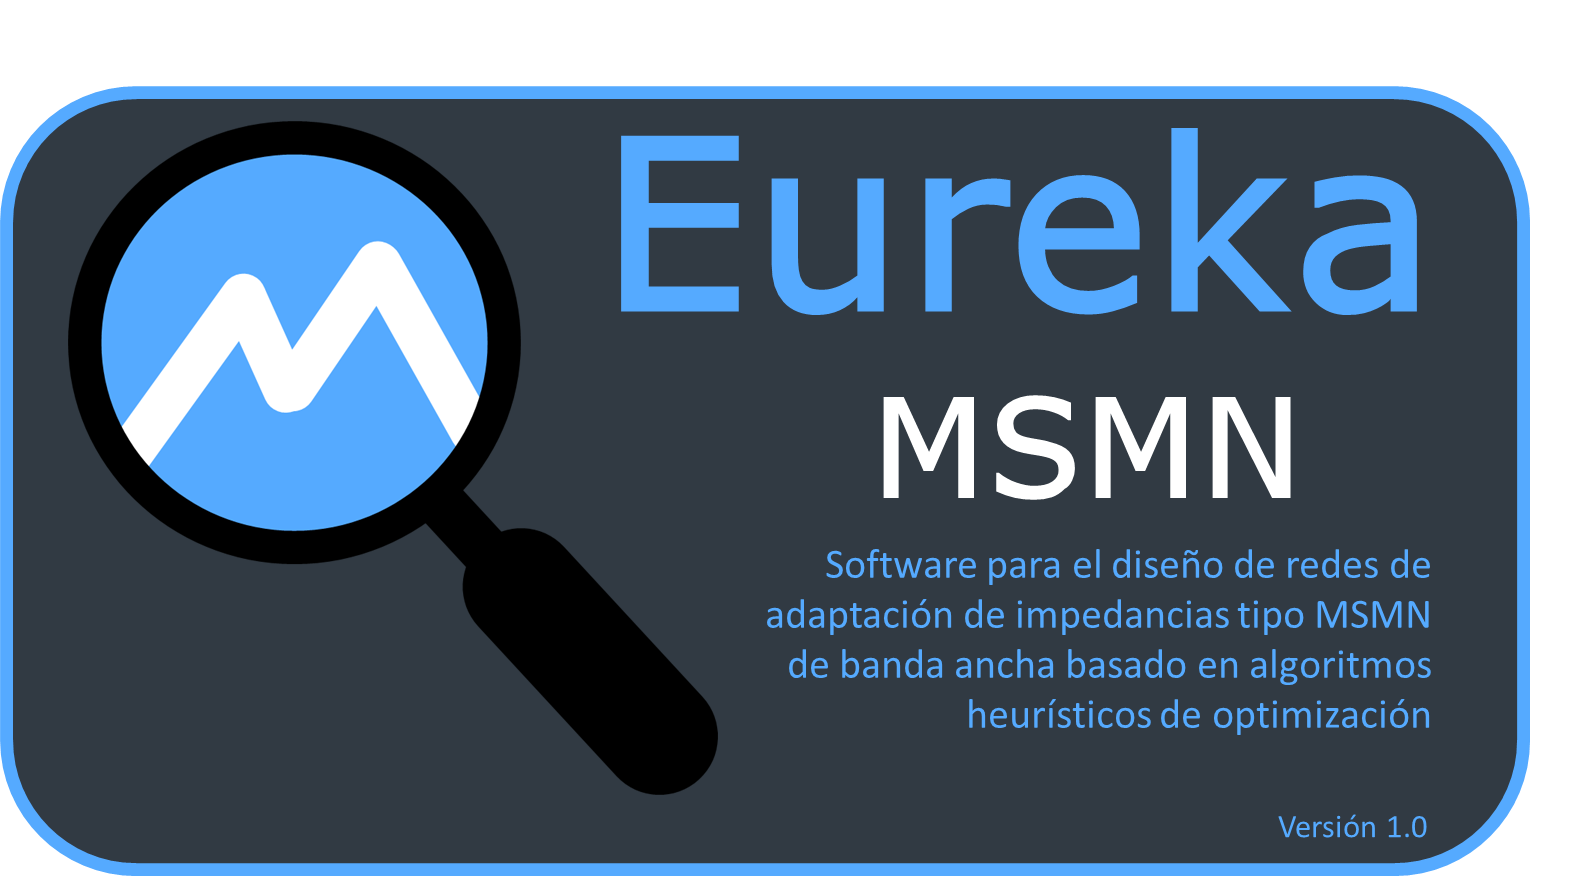 Eureka
MSMN
Software para el diseño de redes de
adaptación de impedancias tipo MSMN
de banda ancha basado en algoritmos
heurísticos de optimización
Versión 1.0